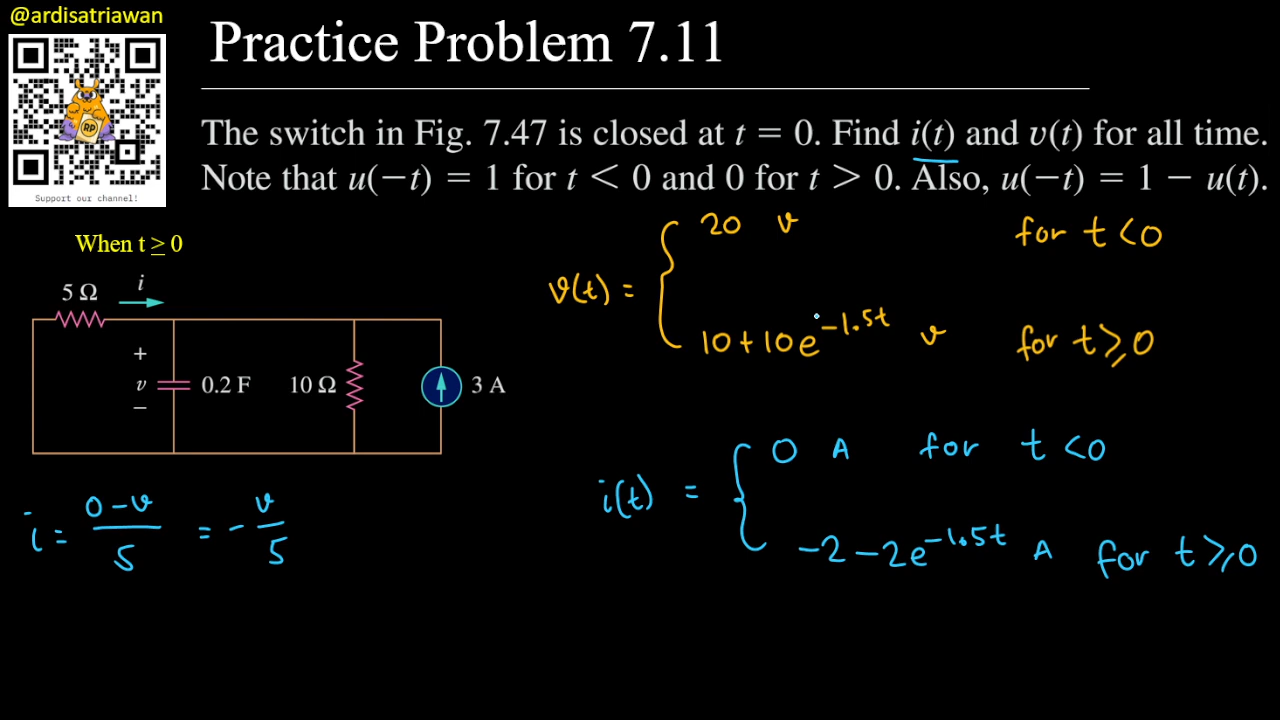 @ardisatriawan
RP
Support our channel!
Practice Problem 7.11
The switch in Fig. 7.47 is closed at t = 0. Find i(t) and v(t) for all time.
Note that u(−t) = 1 for t < 0 and 0 for t > 0. Also, u(−t) = 1 − u(t).
When t ≥ 0
5 Ω
i
+
v
−
0.2 F
10 Ω
3 A
v(t) = { 20 v for t < 0
10 + 10e^{-1.5t} v for t ≥ 0
i(t) = { 0 A for t < 0
-2 - 2e^{-1.5t} A for t ≥ 0
i = (0 - v)/5 = - v/5